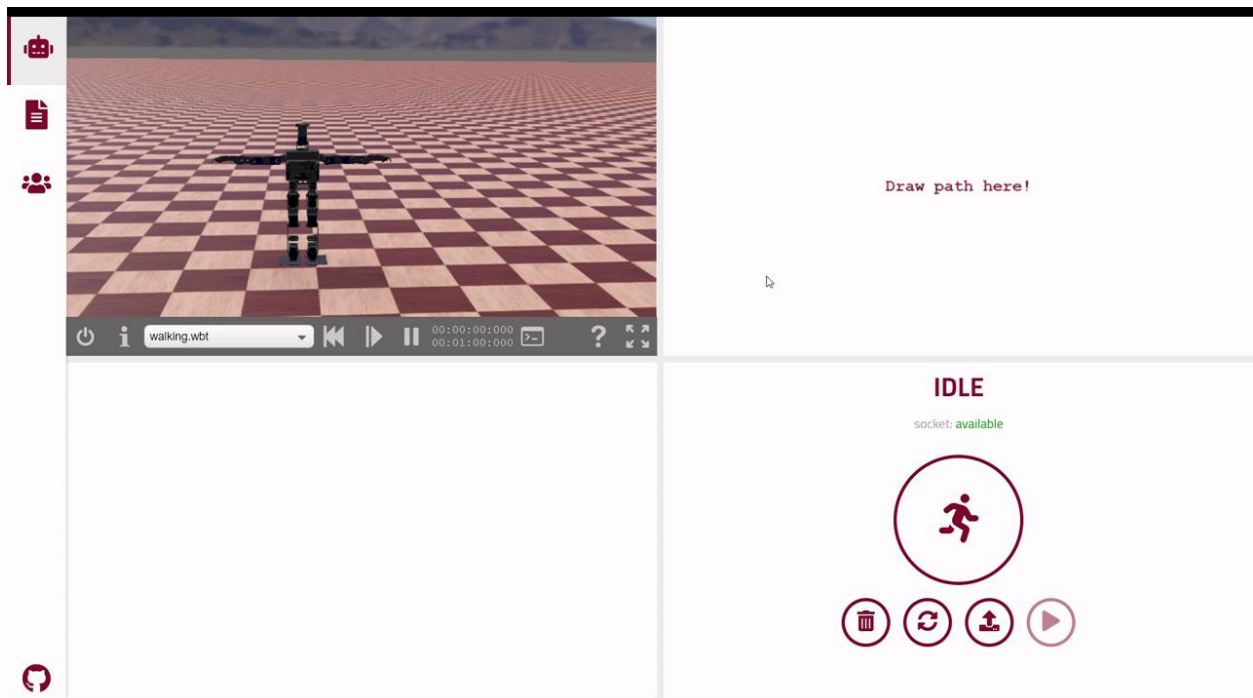 Draw path here!
walking.wbt
00:00:00:000
00:01:00:000
?
IDLE
socket: available